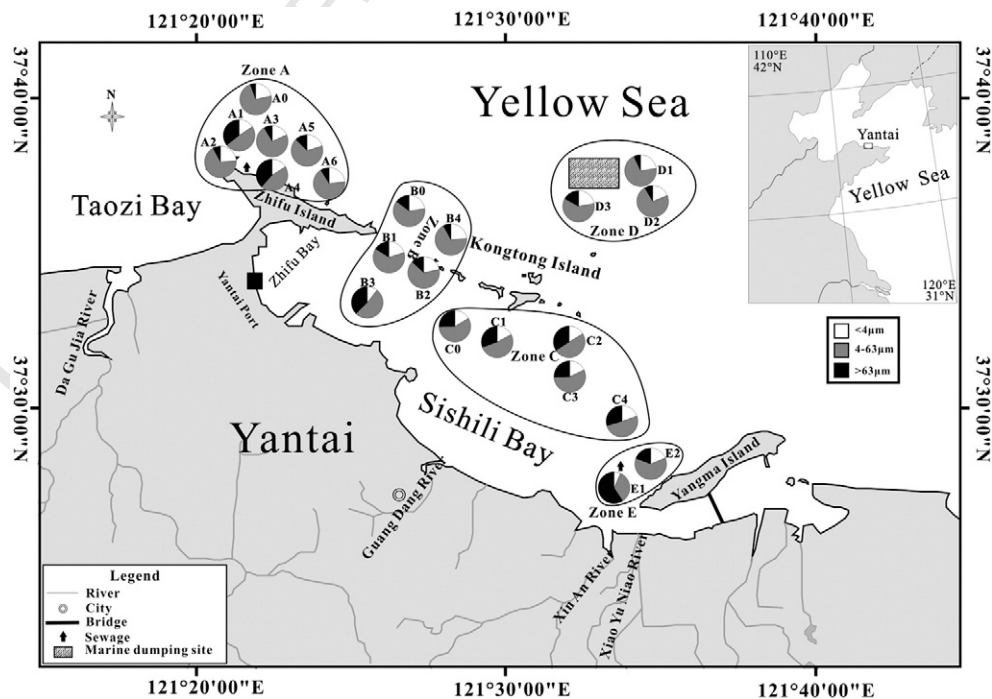 121°20'00"E
121°30'00"E
121°40'00"E
37°40'00"N
37°40'00"N
110°E
42°N
Yantai
Yellow Sea
120°E
31°N
N
Zone A
A0
A1
A3
A5
A2
A4
A6
Yellow Sea
Taozi Bay
Zhifu Island
Zhifu Bay
Yantai Port
B0
B4
Zone B
B1
B2
B3
Kongtong Island
D1
D3
D2
Zone D
<4μm
4-63μm
>63μm
C0
C1
C2
Zone C
C3
C4
Da Gu Jia River
37°30'00"N
37°30'00"N
Sishili Bay
Yantai
E2
E1
Zone E
Yangma Island
Guang Dang River
Xin An River
Xiao Yu Niao River
Legend
River
City
Bridge
Sewage
Marine dumping site
121°20'00"E
121°30'00"E
121°40'00"E